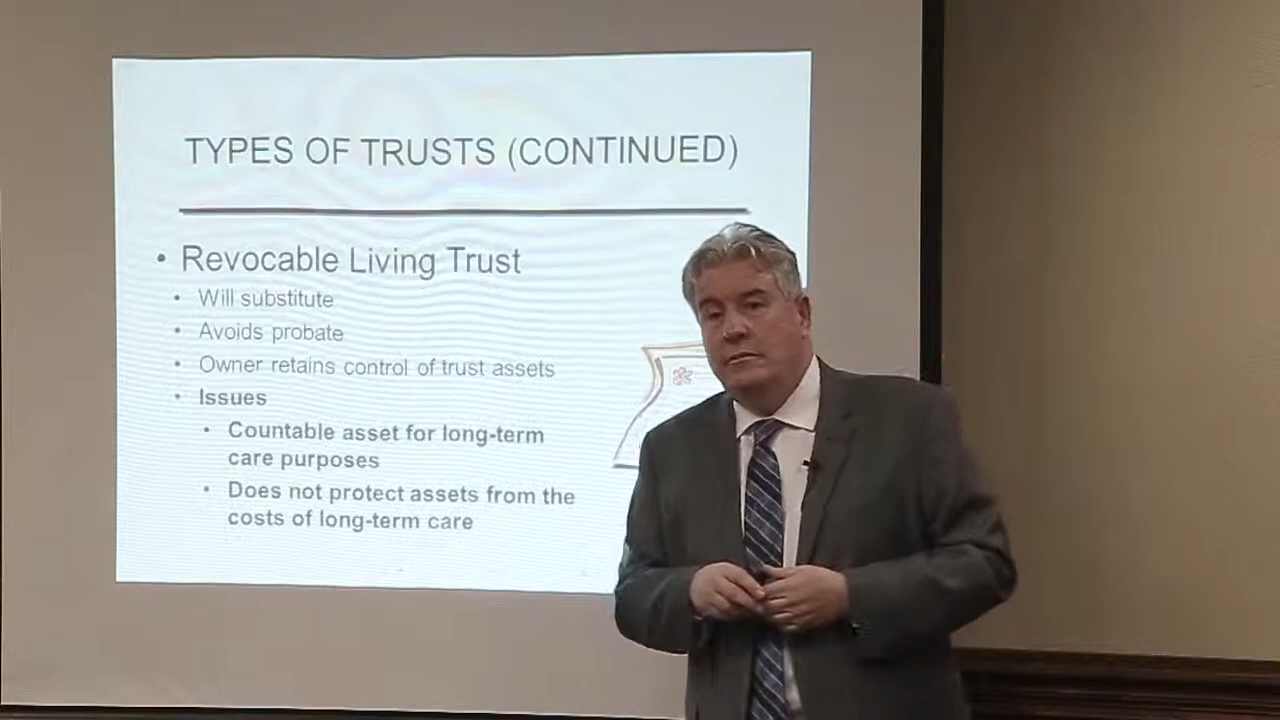 TYPES OF TRUSTS (CONTINUED)
• Revocable Living Trust
• Will substitute
• Avoids probate
• Owner retains control of trust assets
• Issues
• Countable asset for long-term
care purposes
• Does not protect assets from the
costs of long-term care